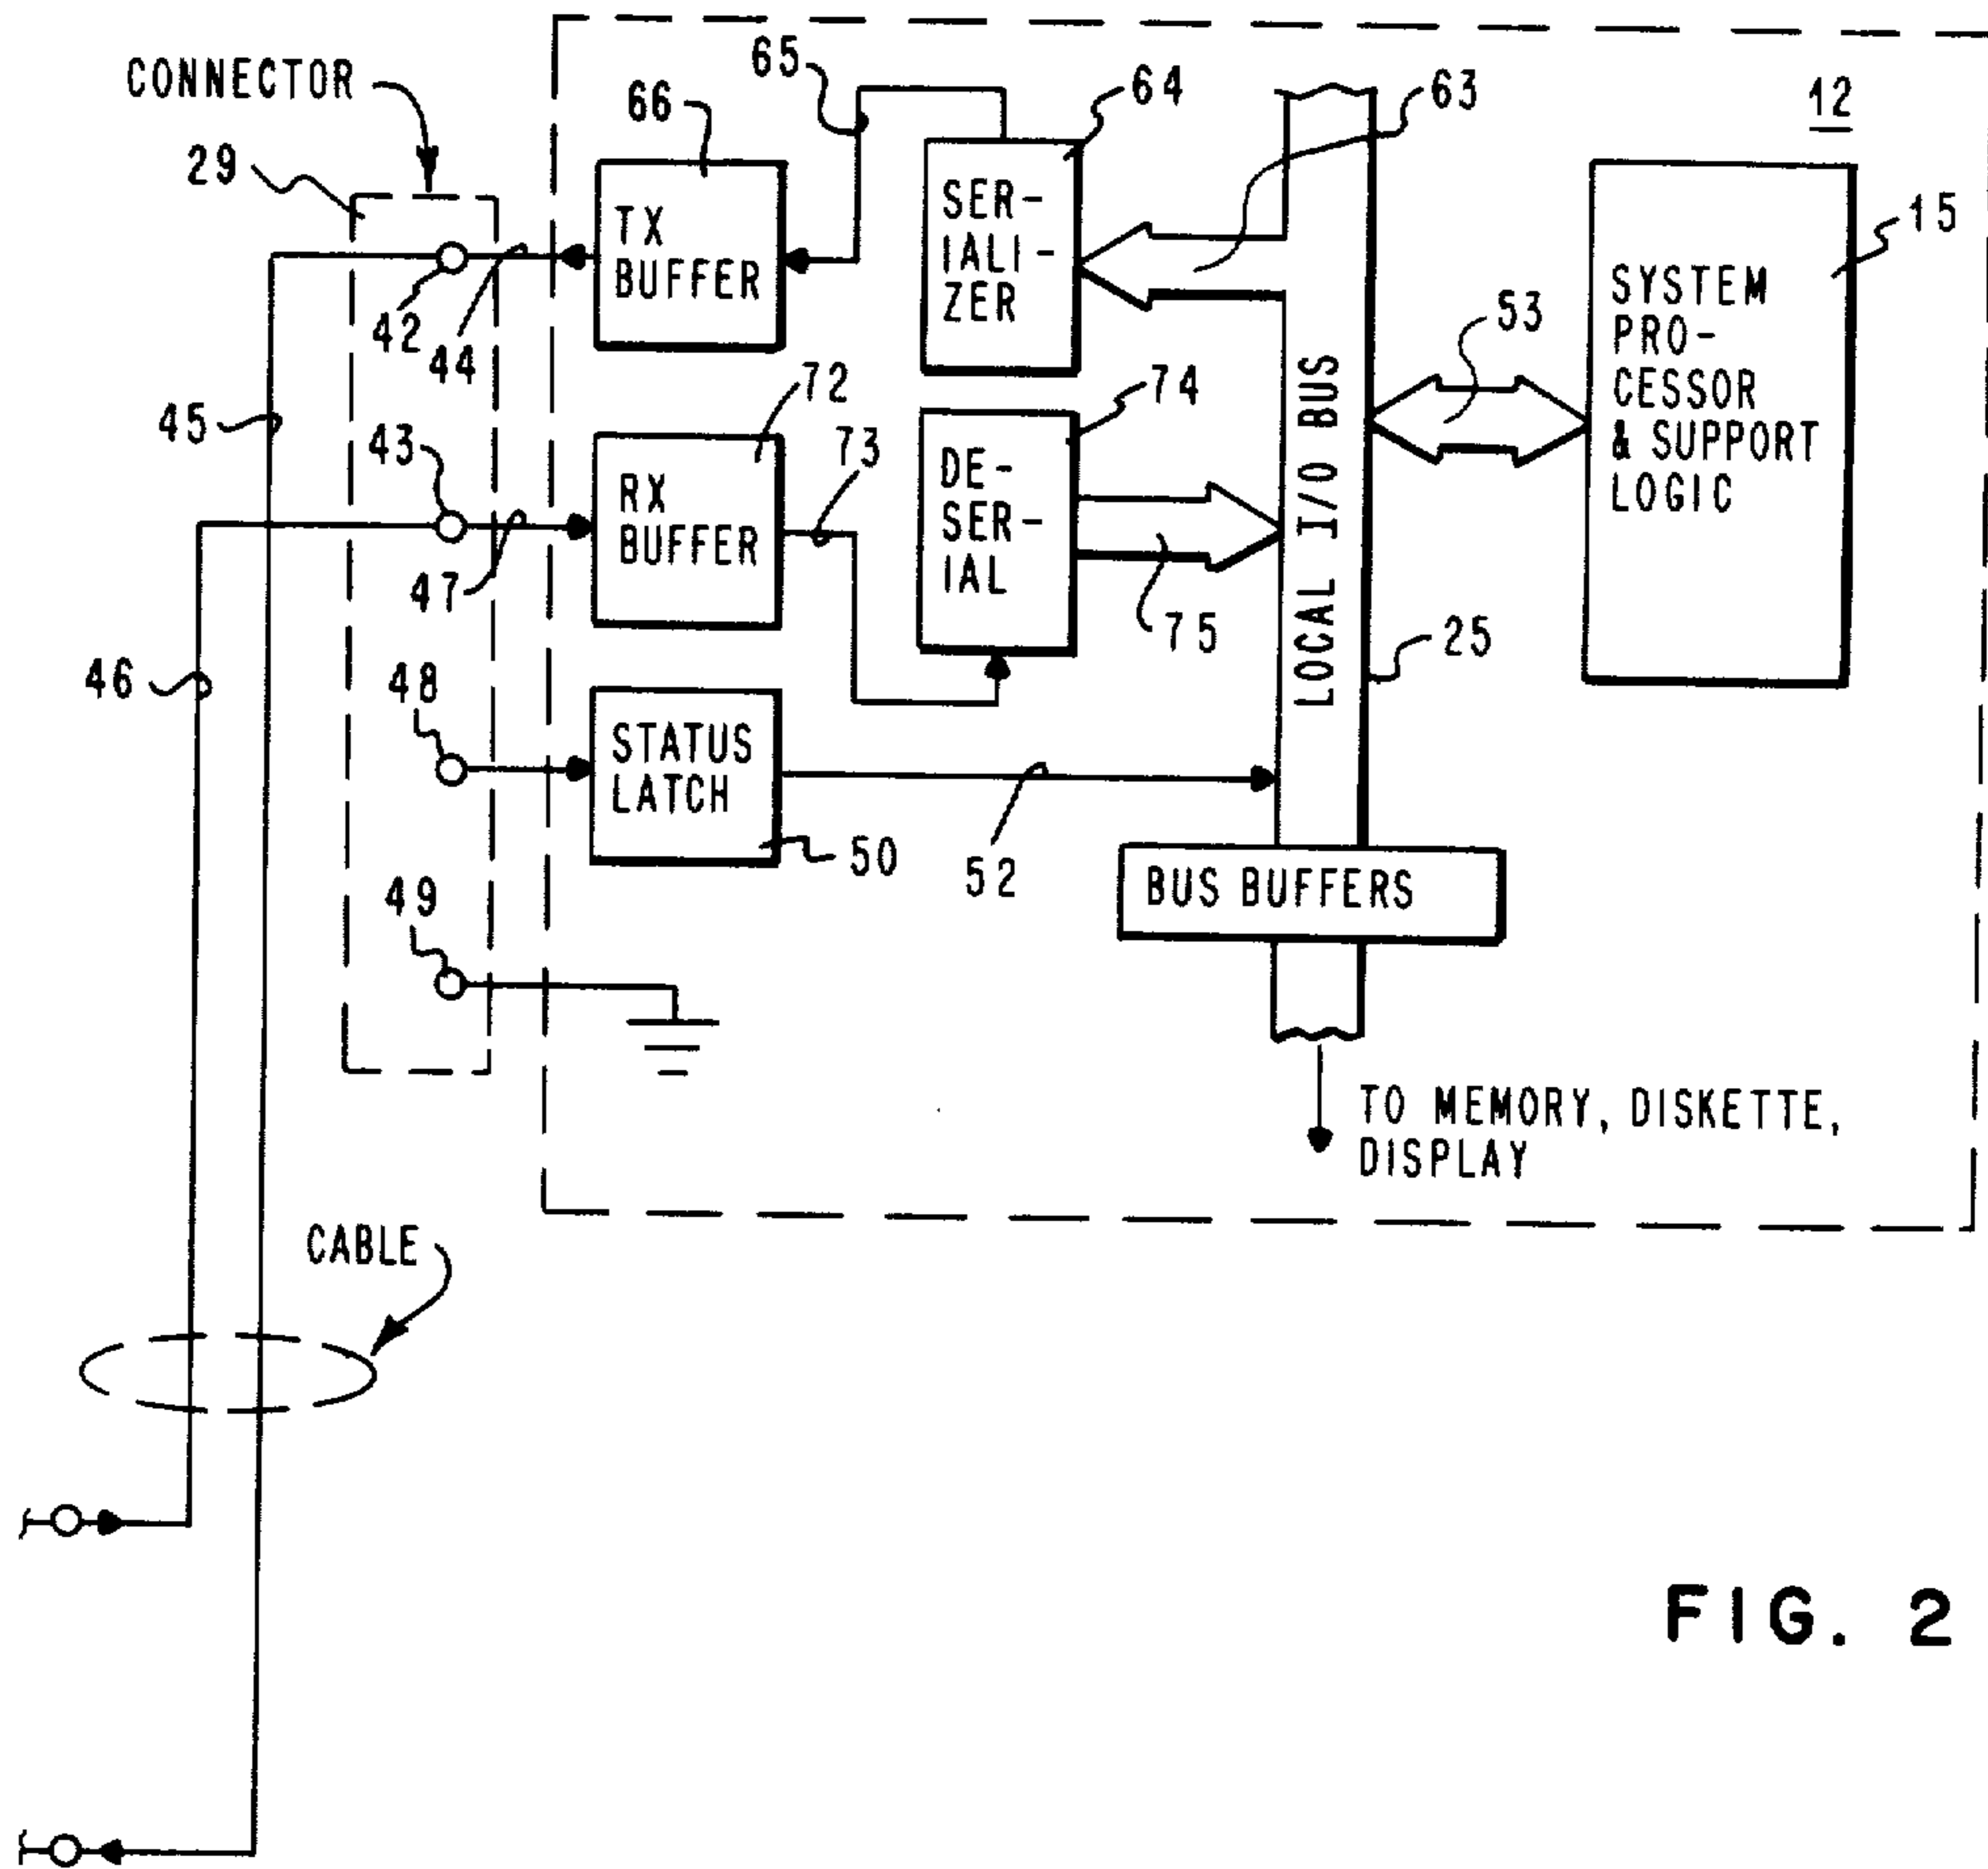 CONNECTOR
29
65
66
64
63
12
TX
BUFFER
SER-
IALI-
ZER
15
SYSTEM
PRO-
CESSOR
& SUPPORT
LOGIC
42
44
45
53
72
73
74
43
RX
BUFFER
DE-
SER-
IAL
LOCAL I/O BUS
47
75
25
46
48
STATUS
LATCH
50
52
49
BUS BUFFERS
TO MEMORY, DISKETTE,
DISPLAY
CABLE
FIG. 2